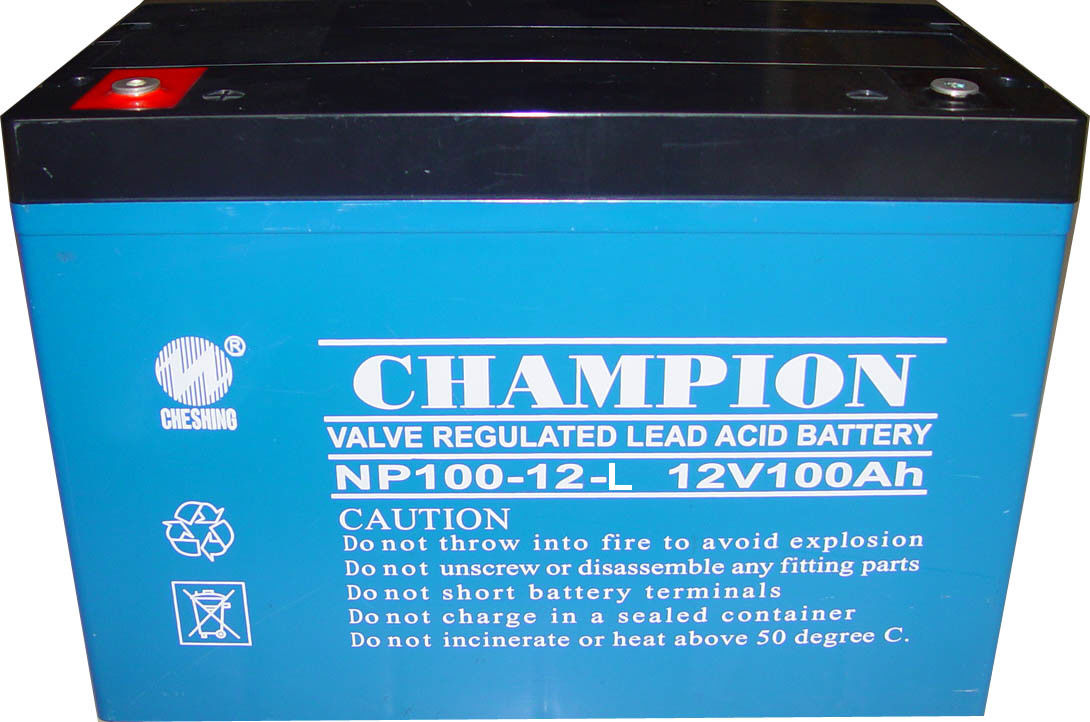 ®
CHESHING
CHAMPION
VALVE REGULATED LEAD ACID BATTERY
NP100-12-L 12V100Ah
CAUTION
Do not throw into fire to avoid explosion
Do not unscrew or disassemble any fitting parts
Do not short battery terminals
Do not charge in a sealed container
Do not incinerate or heat above 50 degree C.